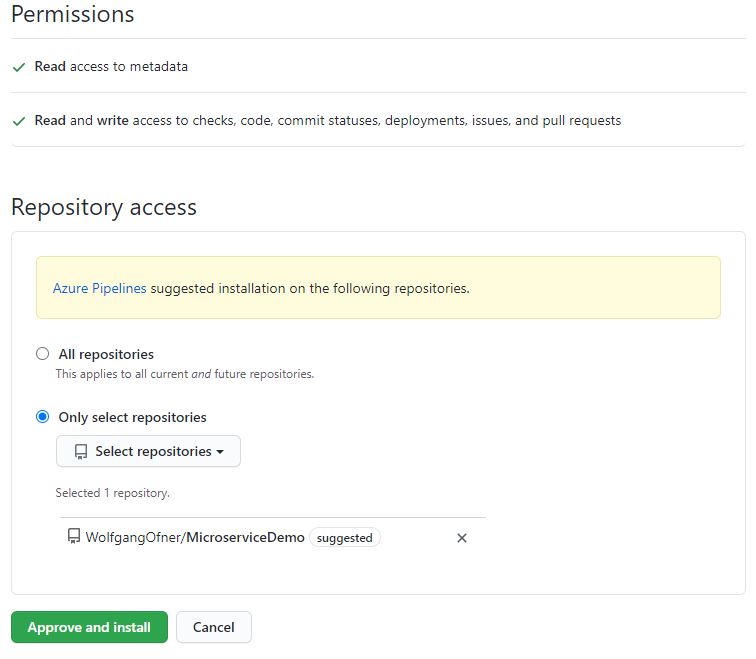 Permissions
Read access to metadata
Read and write access to checks, code, commit statuses, deployments, issues, and pull requests
Repository access
Azure Pipelines suggested installation on the following repositories.
All repositories
This applies to all current and future repositories.
Only select repositories
Select repositories
Selected 1 repository.
WolfgangOfner/MicroserviceDemo suggested
Approve and install Cancel